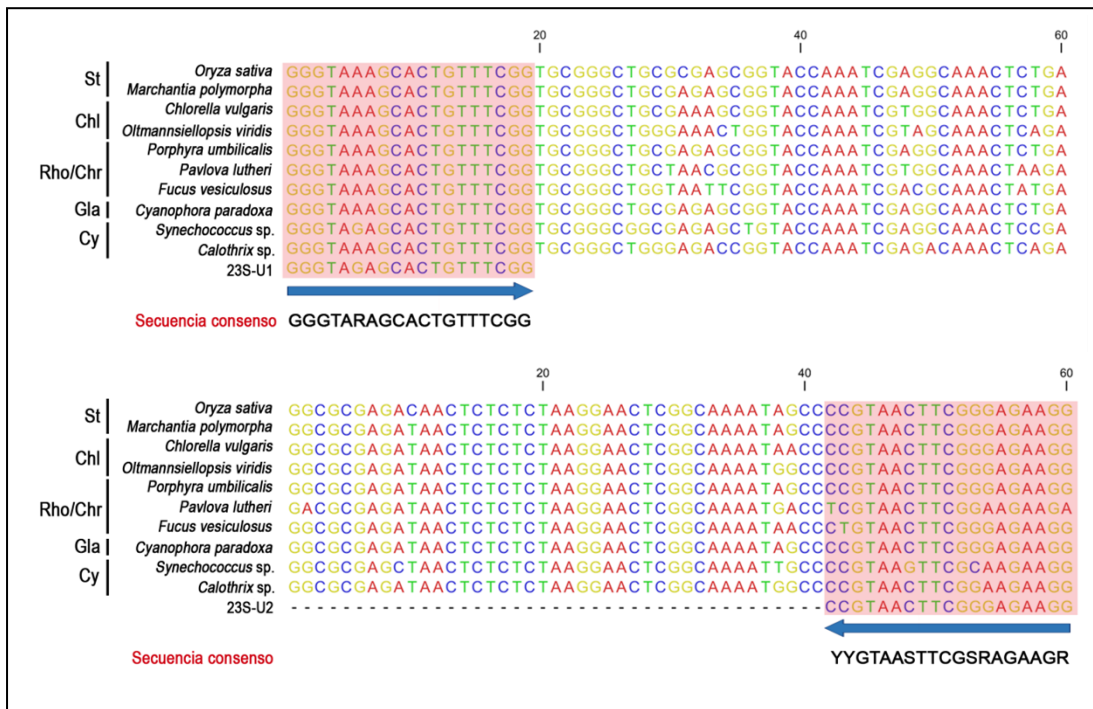 20 40 60
St
Oryza sativa GGGTAAAGCACTGTTTCGGTGCGGGCTGCGCGAGCGGTACCAAATCGAGGCAAACTCTGA
Marchantia polymorpha GGGTAAAGCACTGTTTCGGTGCGGGCTGCGAGAGCGGTACCAAATCGAGGCAAACTCTGA
Chl
Chlorella vulgaris GGGTAAAGCACTGTTTCGGTGCGGGCTGCGAAAGCGGTACCAAATCGTGGCAAACTCTGA
Oltmannsiellopsis viridis GGGTAAAGCACTGTTTCGGTGCGGGCTGGGAAACTGGTACCAAATCGTAGCAAACTCAGA
Rho/Chr
Porphyra umbilicalis GGGTAAAGCACTGTTTCGGTGCGGGCTGCGAGAGCGGTACCAAATCGAGGCAAACTCTGA
Pavlova lutheri GGGTAAAGCACTGTTTCGGTGCGGGCTGCTAACGCGGTACCAAATCGTGGCAAACTAAGA
Fucus vesiculosus GGGTAAAGCACTGTTTCGGTGCGGGCTGGTAATTCGGTACCAAATCGACGCAAACTATGA
Gla
Cyanophora paradoxa GGGTAAAGCACTGTTTCGGTGCGGGCTGCGAGAGCGGTACCAAATCGAGGCAAACTCTGA
Cy
Synechococcus sp. GGGTAGAGCACTGTTTCGGTGCGGGCGGCGAGAGCTGTACCAAATCGAGGCAAACTCCGA
Calothrix sp. GGGTAAAGCACTGTTTCGGTGCGGGCTGGGAGACCGGTACCAAATCGAGACAAACTCAGA
23S-U1 GGGTAGAGCACTGTTTCGG
Secuencia consenso GGGTARAGCACTGTTTCGG
20 40 60
St
Oryza sativa GGCGCGAGACAACTCTCTCTAAGGAACTCGGCAAAATAGCCCCGTAACTTCGGGAGAAGG
Marchantia polymorpha GGCGCGAGATAACTCTCTCTAAGGAACTCGGCAAAATAGCCCCGTAACTTCGGGAGAAGG
Chl
Chlorella vulgaris GGCGCGAGATAACTCTCTCTAAGGAACTCGGCAAAATAACCCCGTAACTTCGGGAGAAGG
Oltmannsiellopsis viridis GGCGCGAGATAACTCTCTCTAAGGAACTCGGCAAAATGGCCCCGTAACTTCGGGAGAAGG
Rho/Chr
Porphyra umbilicalis GGCGCGAGATAACTCTCTCTAAGGAACTCGGCAAAATAGCCCCGTAACTTCGGGAGAAGG
Pavlova lutheri GACGCGAGATAACTCTCTCTAAGGAACTCGGCAAAATGACCTCGTAACTTCGGAAGAAGA
Fucus vesiculosus GGCGCGAGATAACTCTCTCTAAGGAACTCGGCAAAATAACCCTGTAACTTCGGGAGAAGG
Gla
Cyanophora paradoxa GGCGCGAGATAACTCTCTCTAAGGAACTCGGCAAAATAGCCCCGTAACTTCGGGAGAAGG
Cy
Synechococcus sp. GGCGCGAGCTAACTCTCTCTAAGGAACTCGGCAAAATTGCCCCGTAAGTTCGCAAGAAGG
Calothrix sp. GGCGCGAGATAACTCTCTCTAAGGAACTCGGCAAAATGGCCCCGTAACTTCGGAAGAAGG
23S-U2 -----------------------------------------CCGTAACTTCGGGAGAAGG
Secuencia consenso YYGTAASTTCGSRAGAAGR